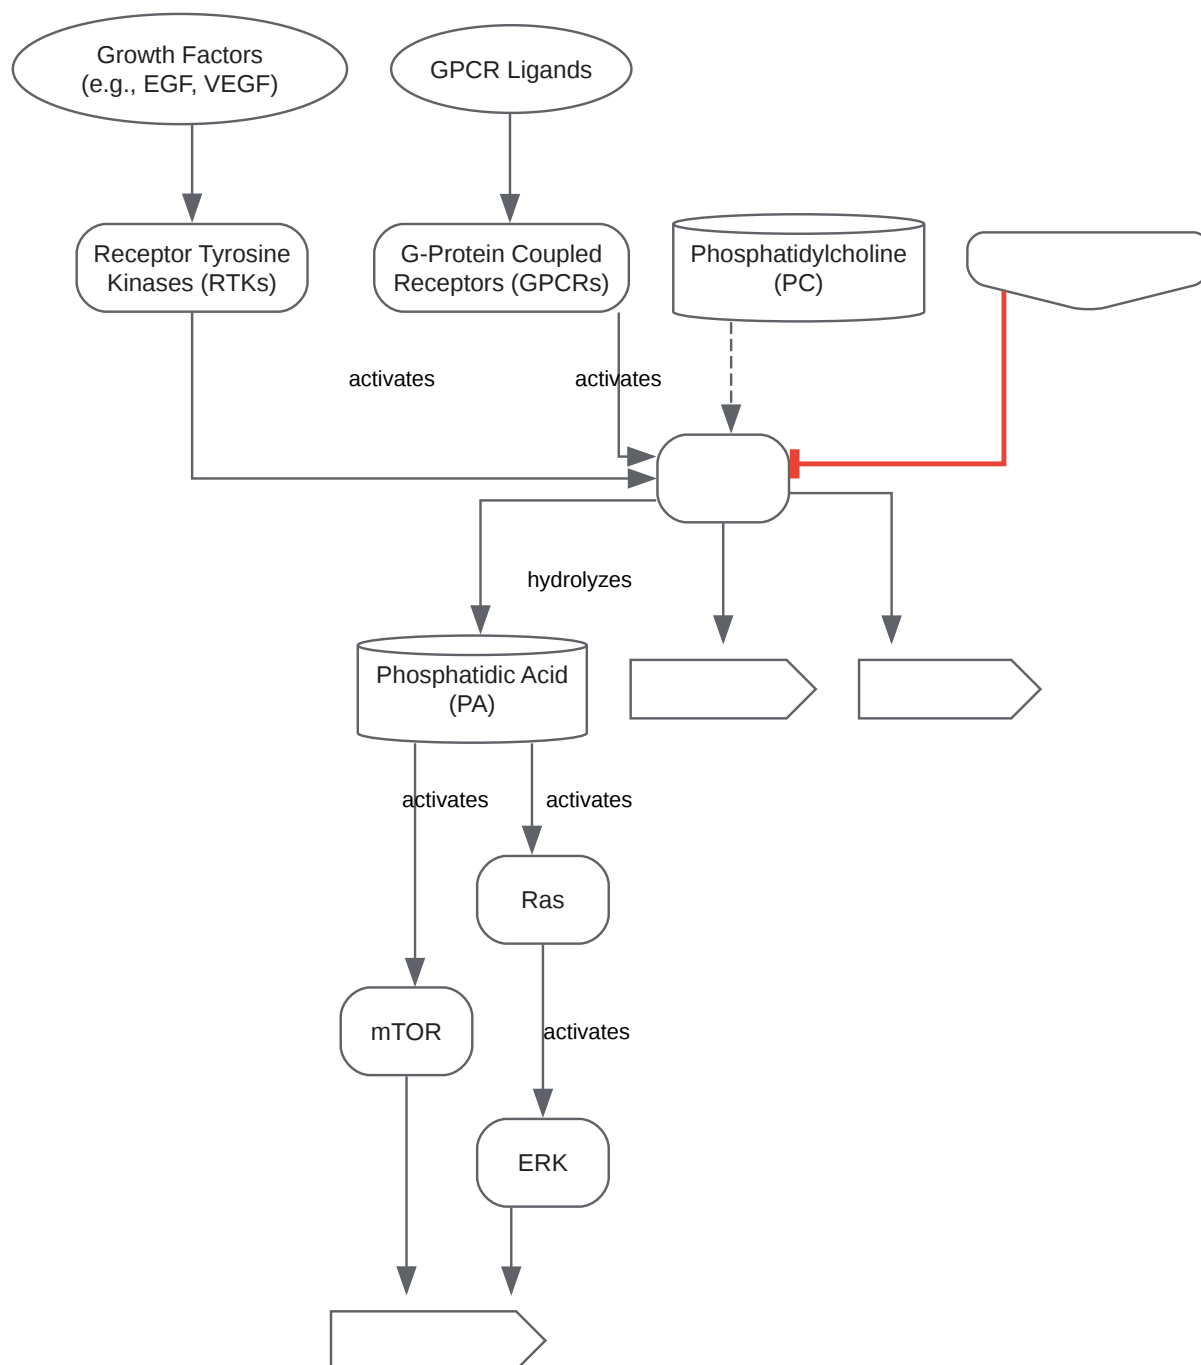 Growth Factors
(e.g., EGF, VEGF)
GPCR Ligands
Receptor Tyrosine
Kinases (RTKs)
G-Protein Coupled
Receptors (GPCRs)
Phosphatidylcholine
(PC)
activates
activates
hydrolyzes
Phosphatidic Acid
(PA)
activates
activates
Ras
mTOR
activates
ERK